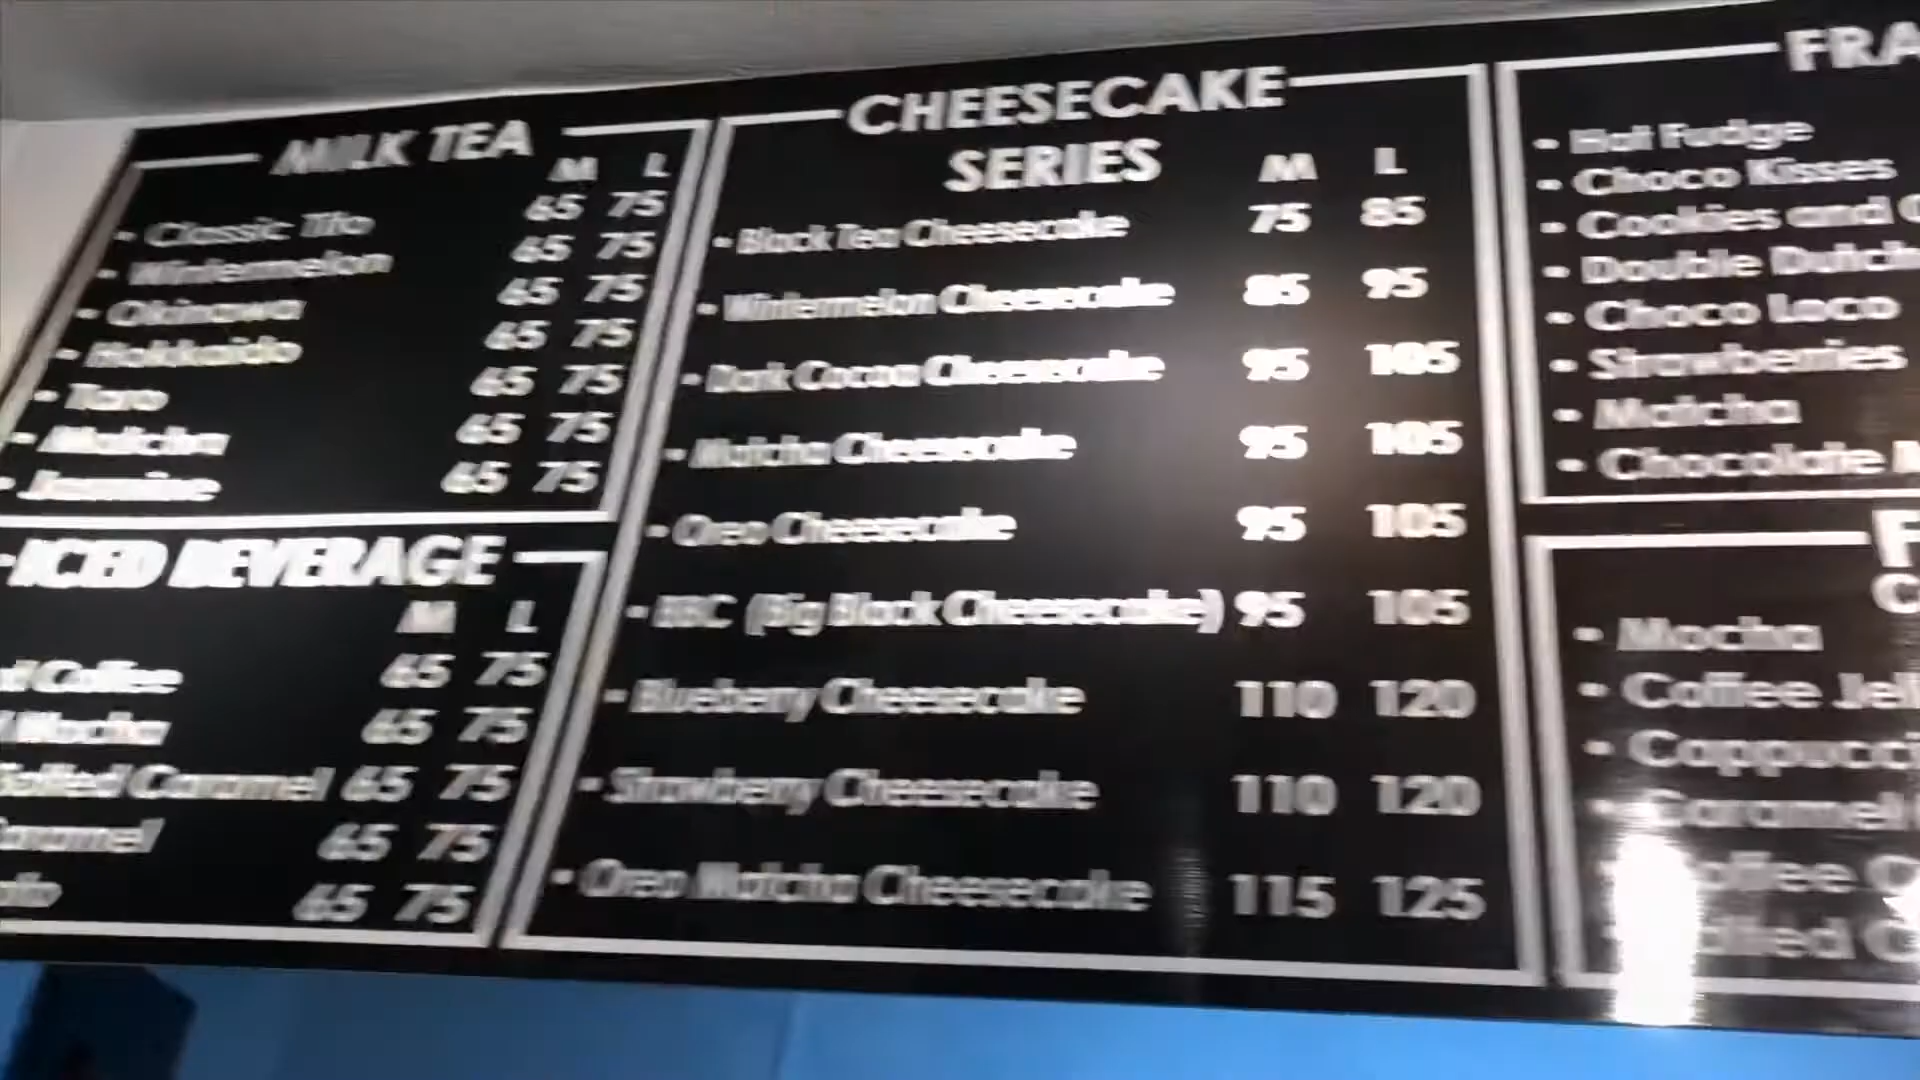 MILK TEA
M L
• Classic Tito 65 75
• Wintermelon 65 75
• Okinawa 65 75
• Hokkaido 65 75
• Taro 65 75
• Matcha 65 75
• Jasmine 65 75
ICED BEVERAGE
M L
Coffee 65 75
Mocha 65 75
Salted Caramel 65 75
Caramel 65 75
65 75
CHEESECAKE
SERIES M L
• Black Tea Cheesecake 75 85
• Wintermelon Cheesecake 85 95
• Dark Cocoa Cheesecake 95 105
• Matcha Cheesecake 95 105
• Oreo Cheesecake 95 105
• BBC (Big Black Cheesecake) 95 105
• Blueberry Cheesecake 110 120
• Strawberry Cheesecake 110 120
• Oreo Matcha Cheesecake 115 125
FRA
• Hot Fudge
• Choco Kisses
• Cookies and
• Double Dutch
• Choco Loco
• Strawberries
• Matcha
• Chocolate
F
C
• Mocha
• Coffee Jel
• Cappucci
• Caramel